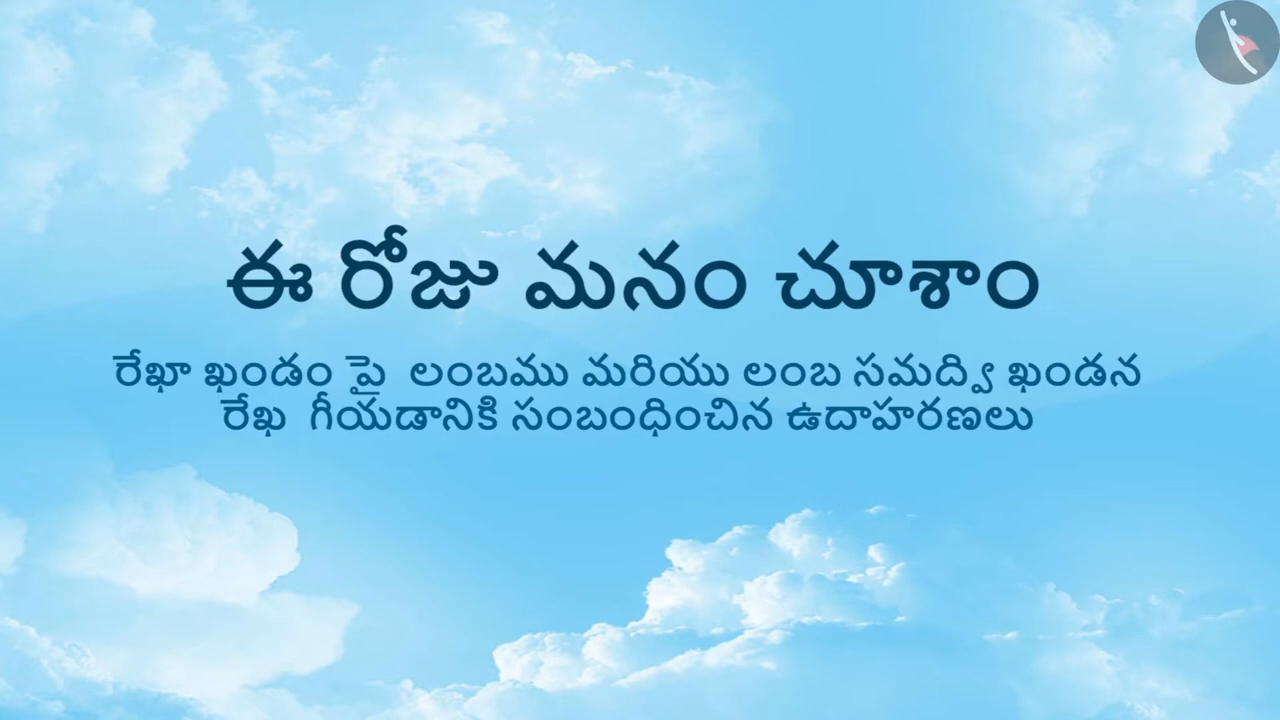 ఈ రోజు మనం చూశాం
రేఖా ఖండం పై లంబము మరియు లంబ సమద్వి ఖండన
రేఖ గీయడానికి సంబంధించిన ఉదాహరణలు